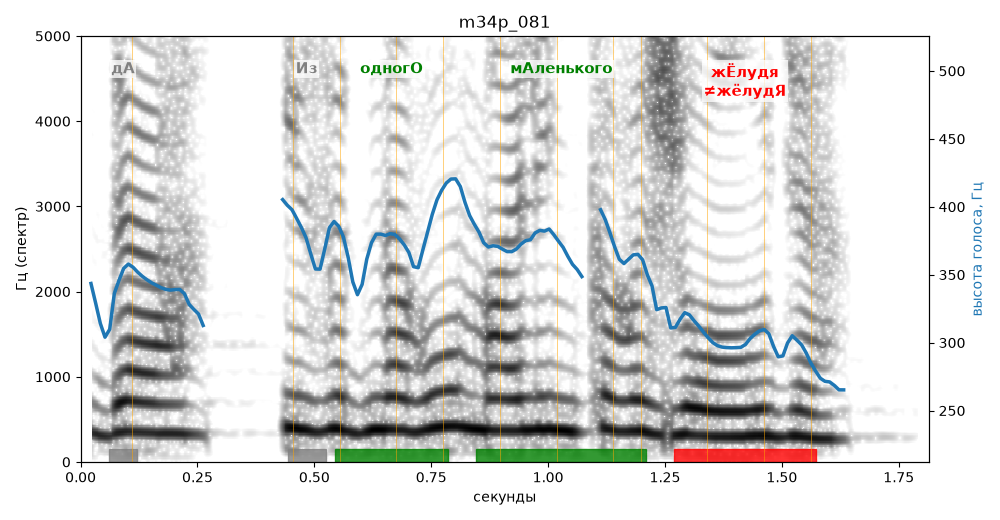 m34p_081
5000
4000
3000
2000
1000
0
Гц (спектр)
дА
Из
одногО
мАленького
жЁлудя
≠жёлудЯ
500
450
400
350
300
250
высота голоса, Гц
0.00
0.25
0.50
0.75
1.00
1.25
1.50
1.75
секунды